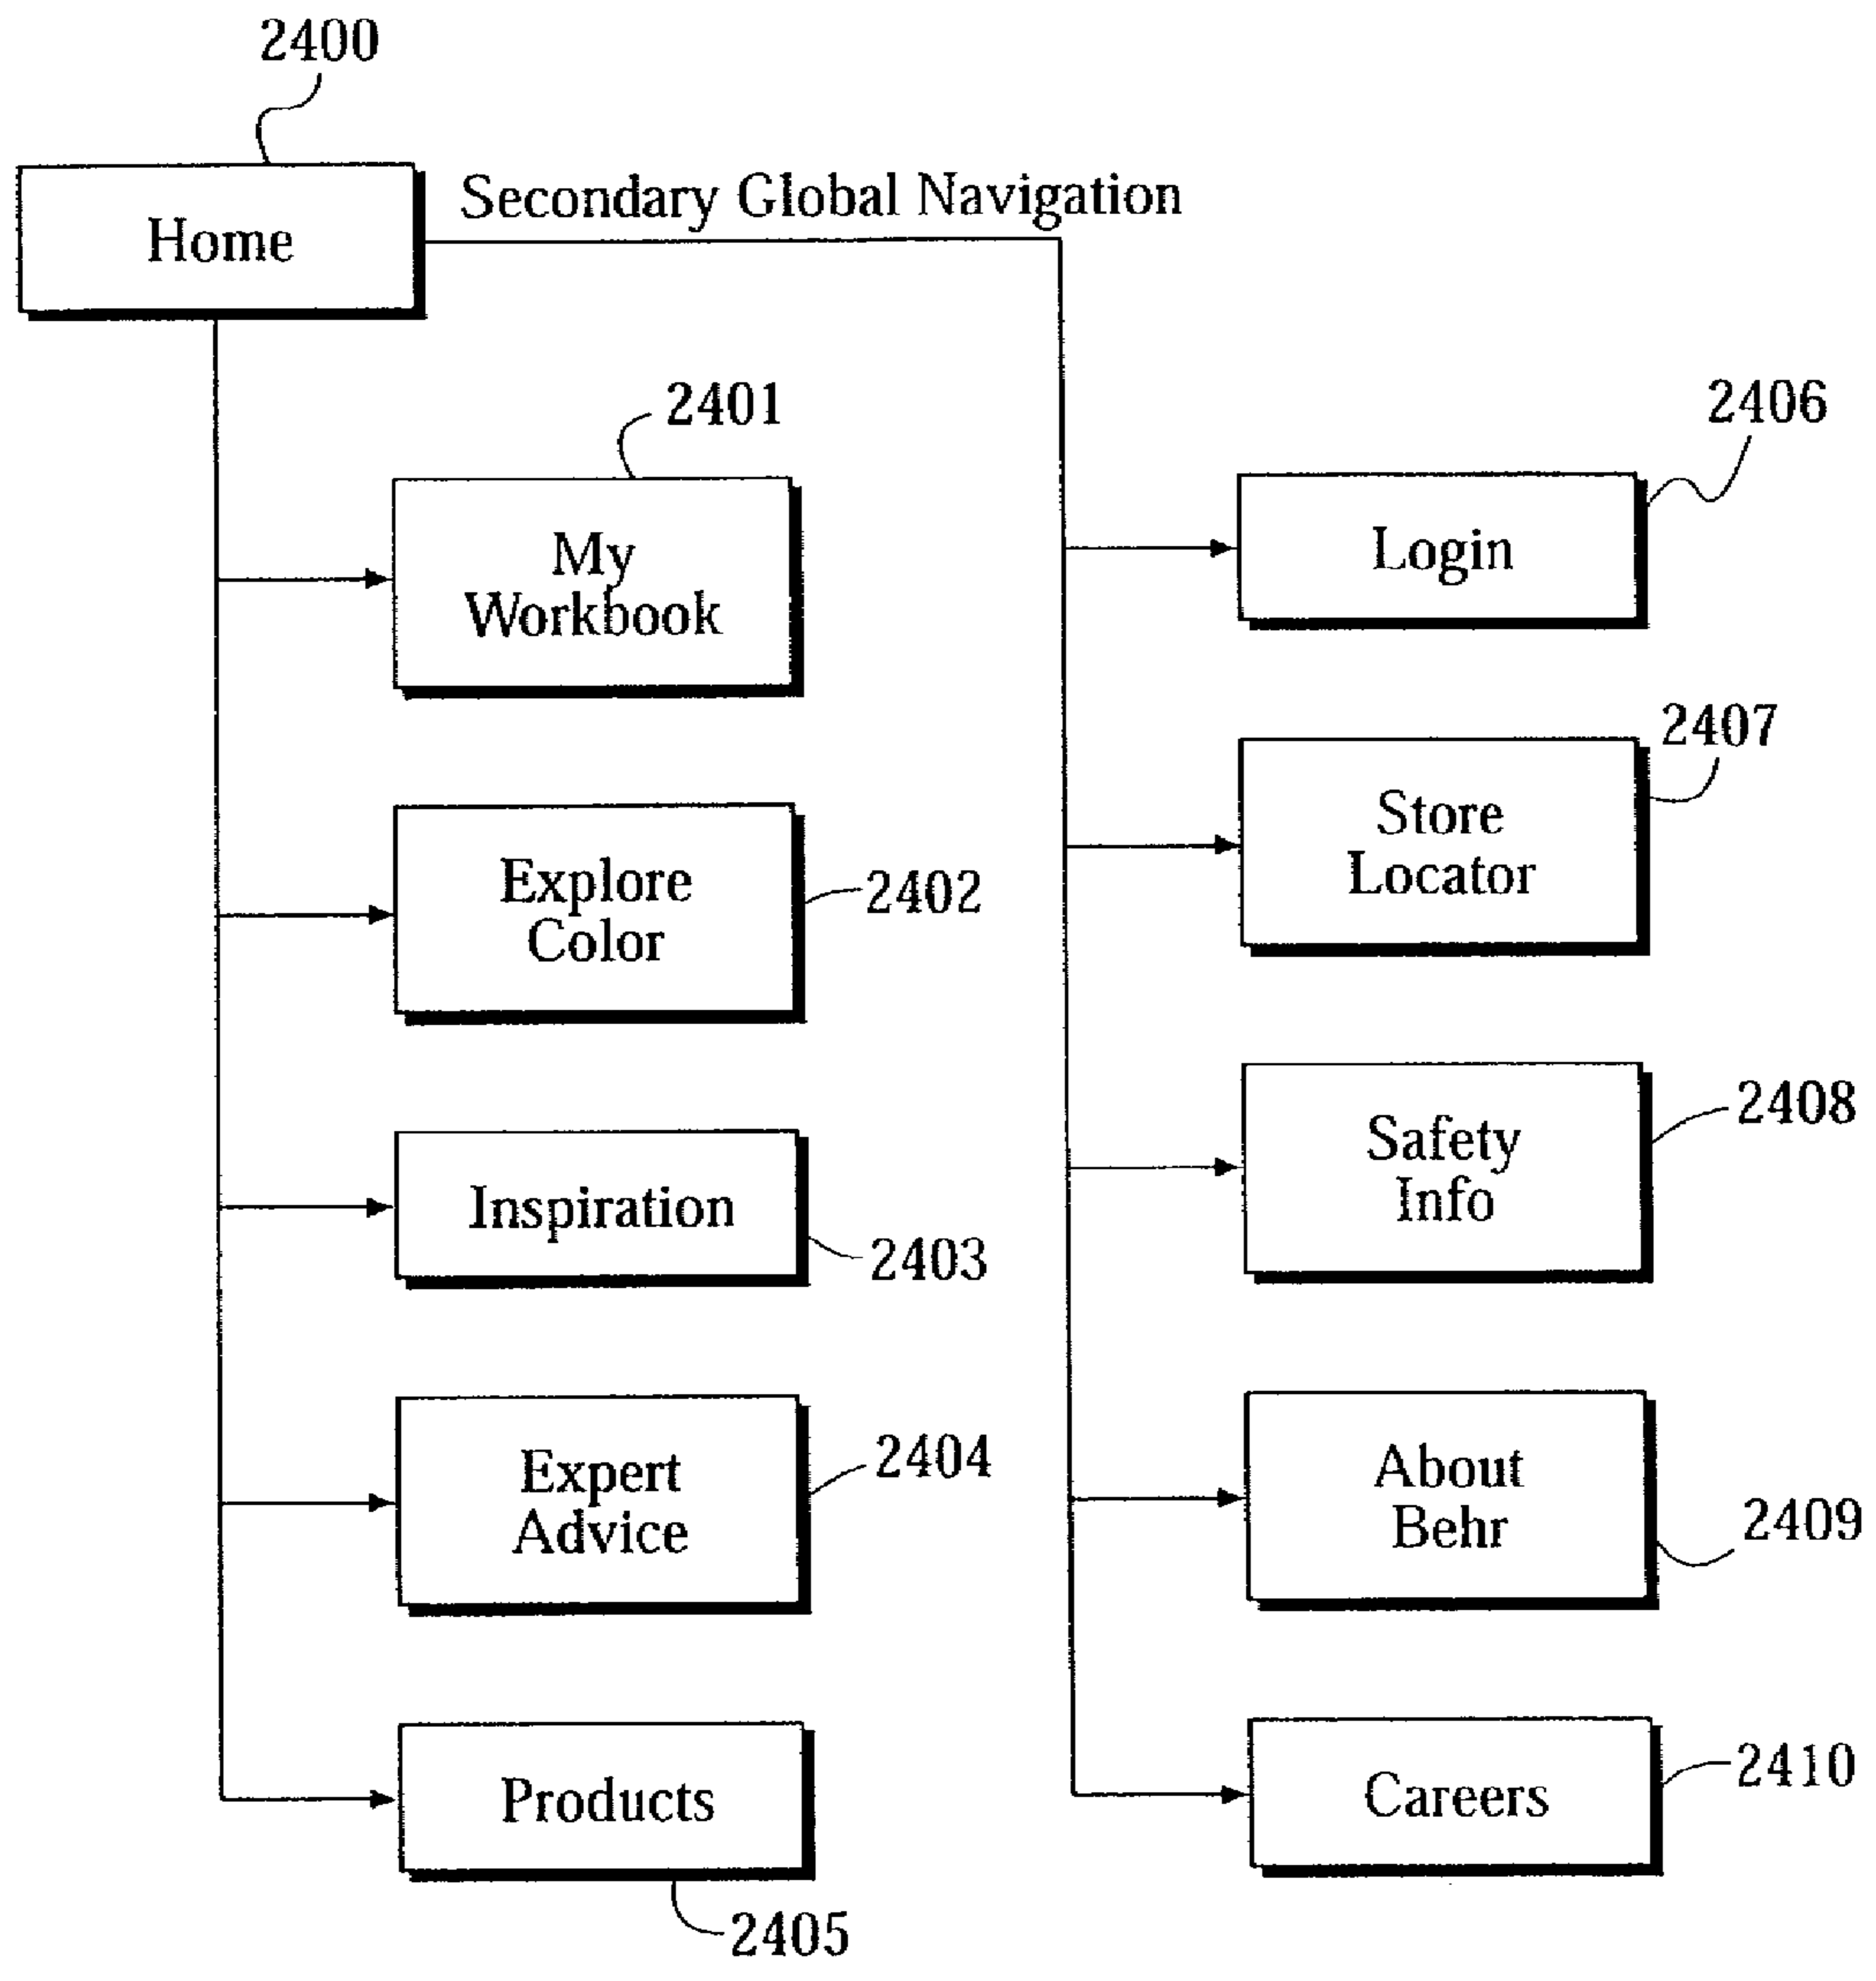 2400
Home
Secondary Global Navigation
2401
My
Workbook
Explore
Color
2402
Inspiration
2403
Expert
Advice
2404
Products
2405
2406
Login
2407
Store
Locator
2408
Safety
Info
About
Behr
2409
Careers
2410